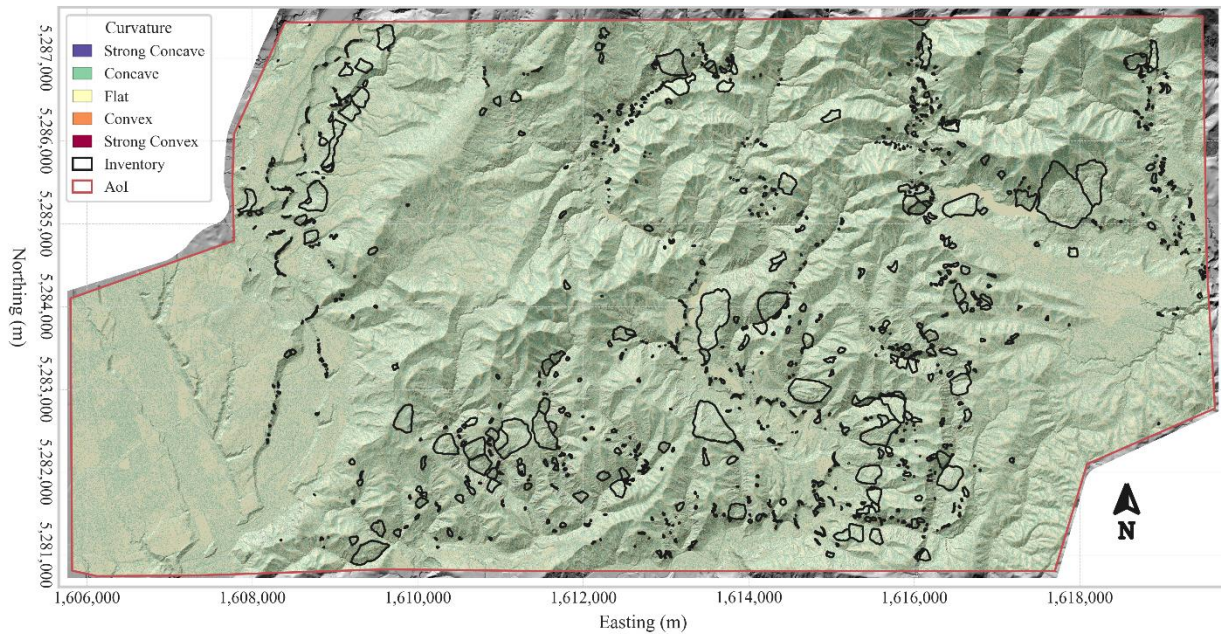 Curvature
Strong Concave
Concave
Flat
Convex
Strong Convex
Inventory
AoI
5,287,000
5,286,000
5,285,000
5,284,000
5,283,000
5,282,000
5,281,000
Northing (m)
N
1,606,000 1,608,000 1,610,000 1,612,000 1,614,000 1,616,000 1,618,000
Easting (m)